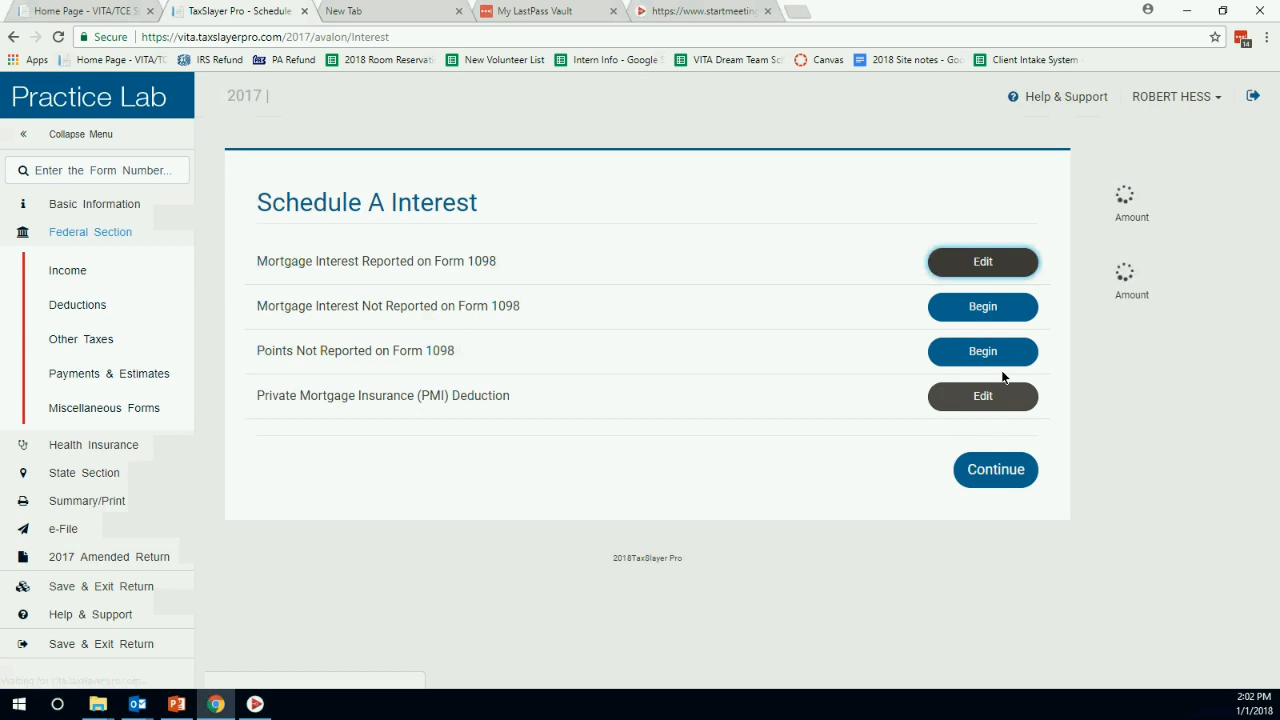 Home Page - VITA/TCE S
TaxSlayer Pro - Schedule
New Tab
My LastPass Vault
https://www.startmeeting
Secure
https://vita.taxslayerpro.com/2017/avalon/Interest
14
Apps
Home Page - VITA/T
IRS Refund
PA Refund
2018 Room Reservat
New Volunteer List
Intern Info - Google S
VITA Dream Team Sc
Canvas
2018 Site notes - Goo
Client Intake System -
Practice Lab
2017 |
Help & Support
ROBERT HESS
« Collapse Menu
Enter the Form Number...
Basic Information
Federal Section
Income
Deductions
Other Taxes
Payments & Estimates
Miscellaneous Forms
Health Insurance
State Section
Summary/Print
e-File
2017 Amended Return
Save & Exit Return
Help & Support
Save & Exit Return
Schedule A Interest
Mortgage Interest Reported on Form 1098
Edit
Mortgage Interest Not Reported on Form 1098
Begin
Points Not Reported on Form 1098
Begin
Private Mortgage Insurance (PMI) Deduction
Edit
Continue
Amount
Amount
2018TaxSlayer Pro
Waiting for vita.taxslayerpro.com...
2:02 PM
1/1/2018